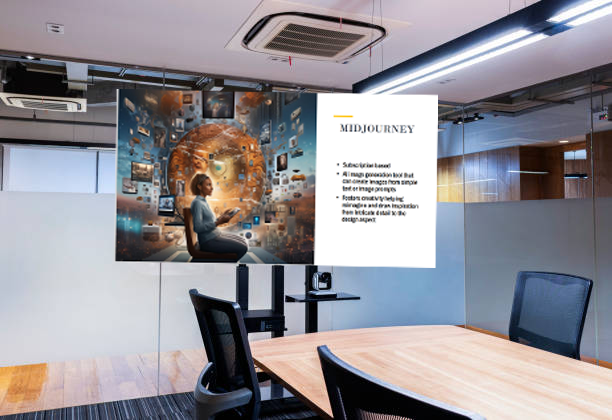 MIDJOURNEY
• Subscription based
• AI image generation tool that
can create images from simple
text or image prompts
• Fosters creativity helping
reimagine and draw inspiration
from intricate detail to the
design aspect